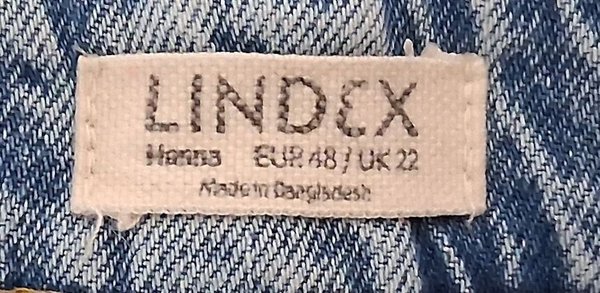 LINDEX
Hanna EUR 48 / UK 22
Made in Bangladesh